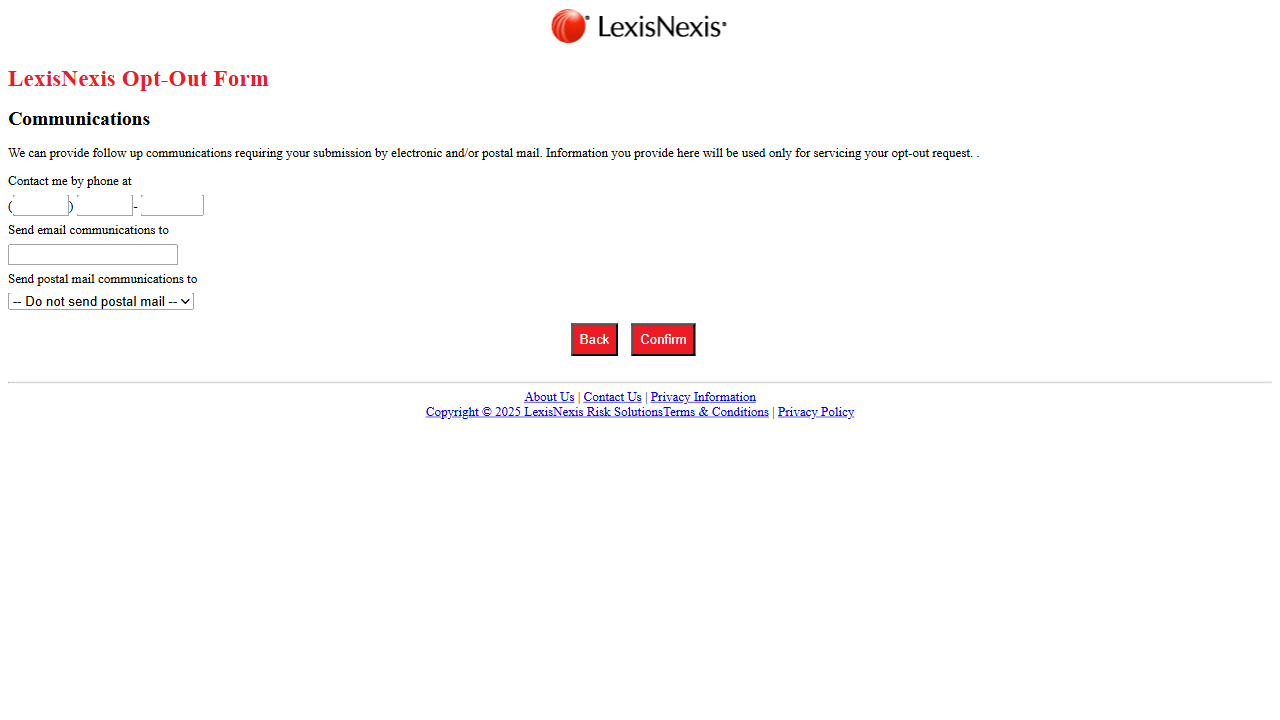 LexisNexis®
LexisNexis Opt-Out Form
Communications
We can provide follow up communications requiring your submission by electronic and/or postal mail. Information you provide here will be used only for servicing your opt-out request. .
Contact me by phone at
( ) -
Send email communications to
Send postal mail communications to
-- Do not send postal mail --
Back Confirm
About Us | Contact Us | Privacy Information
Copyright © 2025 LexisNexis Risk SolutionsTerms & Conditions | Privacy Policy